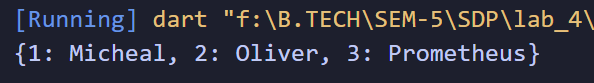 [Running] dart "f:\B.TECH\SEM-5\SDP\lab_4\
{1: Micheal, 2: Oliver, 3: Prometheus}